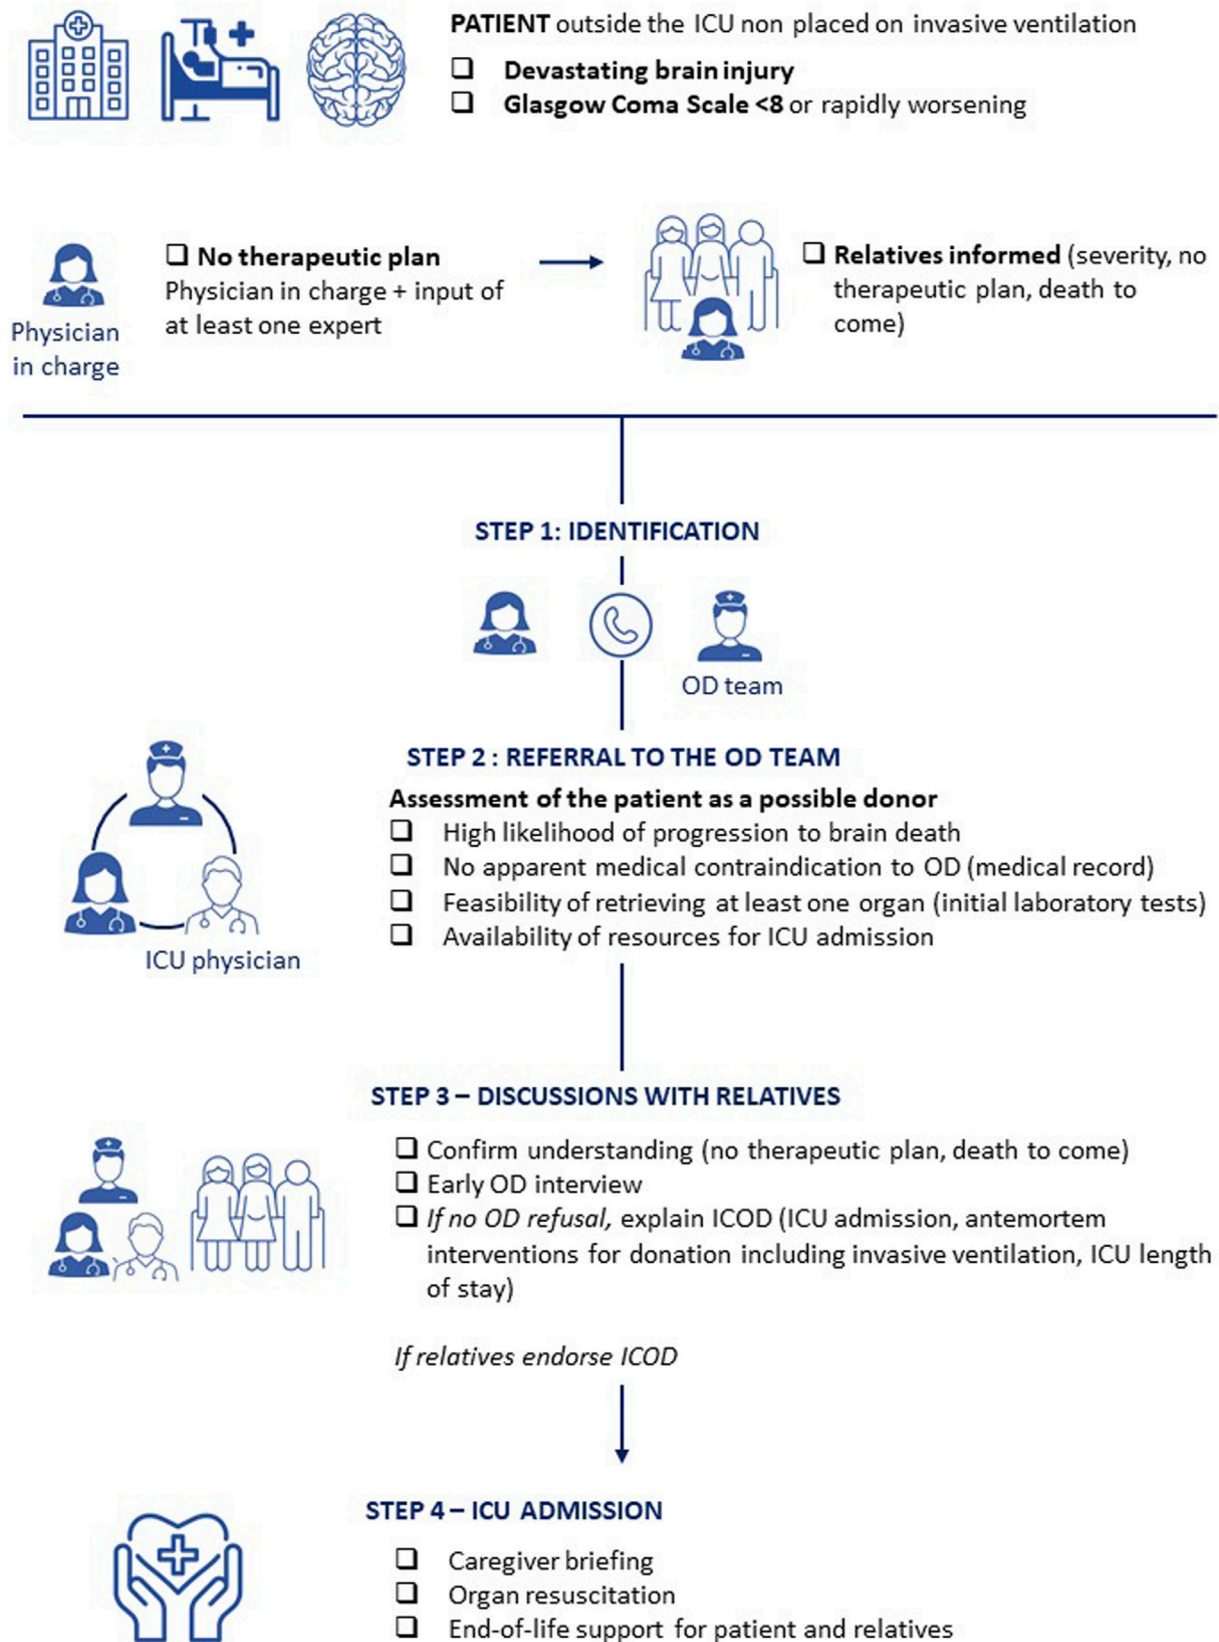 PATIENT outside the ICU non placed on invasive ventilation
Devastating brain injury
Glasgow Coma Scale <8 or rapidly worsening
Physician
in charge
No therapeutic plan
Physician in charge + input of
at least one expert
Relatives informed (severity, no
therapeutic plan, death to
come)
STEP 1: IDENTIFICATION
OD team
STEP 2 : REFERRAL TO THE OD TEAM
Assessment of the patient as a possible donor
High likelihood of progression to brain death
No apparent medical contraindication to OD (medical record)
Feasibility of retrieving at least one organ (initial laboratory tests)
Availability of resources for ICU admission
ICU physician
STEP 3 – DISCUSSIONS WITH RELATIVES
Confirm understanding (no therapeutic plan, death to come)
Early OD interview
If no OD refusal, explain ICOD (ICU admission, antemortem
interventions for donation including invasive ventilation, ICU length
of stay)
If relatives endorse ICOD
STEP 4 – ICU ADMISSION
Caregiver briefing
Organ resuscitation
End-of-life support for patient and relatives